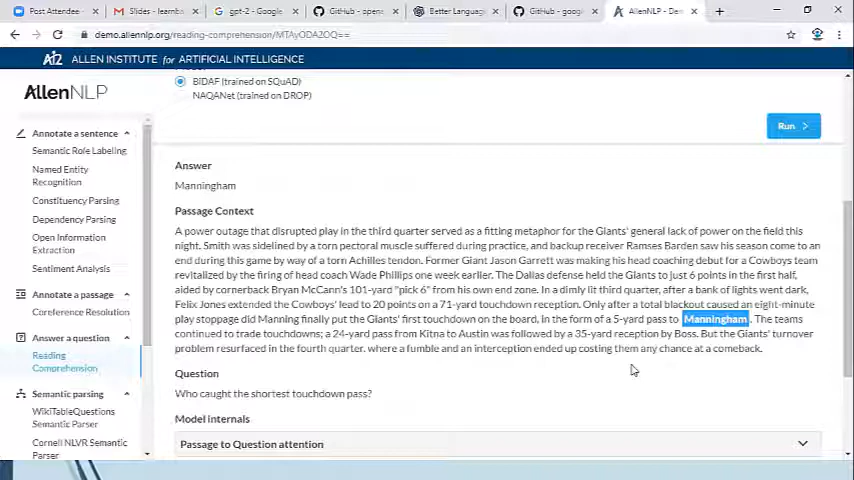 Post Attendee -
Slides - learnb
gpt-2 - Google
GitHub - opene
Better Languag
GitHub - googl
AllenNLP - Dem
demo.allennlp.org/reading-comprehension/MTAyODA2OQ==
AI2 ALLEN INSTITUTE for ARTIFICIAL INTELLIGENCE
AllenNLP
Annotate a sentence
Semantic Role Labeling
Named Entity
Recognition
Constituency Parsing
Dependency Parsing
Open Information
Extraction
Sentiment Analysis
Annotate a passage
Coreference Resolution
Answer a question
Reading
Comprehension
Semantic parsing
WikiTableQuestions
Semantic Parser
Cornell NLVR Semantic
Parser
BIDAF (trained on SQuAD)
NAQANet (trained on DROP)
Run
Answer
Manningham
Passage Context
A power outage that disrupted play in the third quarter served as a fitting metaphor for the Giants' general lack of power on the field this
night. Smith was sidelined by a torn pectoral muscle suffered during practice, and backup receiver Ramses Barden saw his season come to an
end during this game by way of a torn Achilles tendon. Former Giant Jason Garrett was making his head coaching debut for a Cowboys team
revitalized by the firing of head coach Wade Phillips one week earlier. The Dallas defense held the Giants to just 6 points in the first half,
aided by cornerback Bryan McCann's 101-yard "pick 6" from his own end zone. In a dimly lit third quarter, after a bank of lights went dark,
Felix Jones extended the Cowboys' lead to 20 points on a 71-yard touchdown reception. Only after a total blackout caused an eight-minute
play stoppage did Manning finally put the Giants' first touchdown on the board, in the form of a 5-yard pass to Manningham . The teams
continued to trade touchdowns; a 24-yard pass from Kitna to Austin was followed by a 35-yard reception by Boss. But the Giants' turnover
problem resurfaced in the fourth quarter, where a fumble and an interception ended up costing them any chance at a comeback.
Question
Who caught the shortest touchdown pass?
Model internals
Passage to Question attention